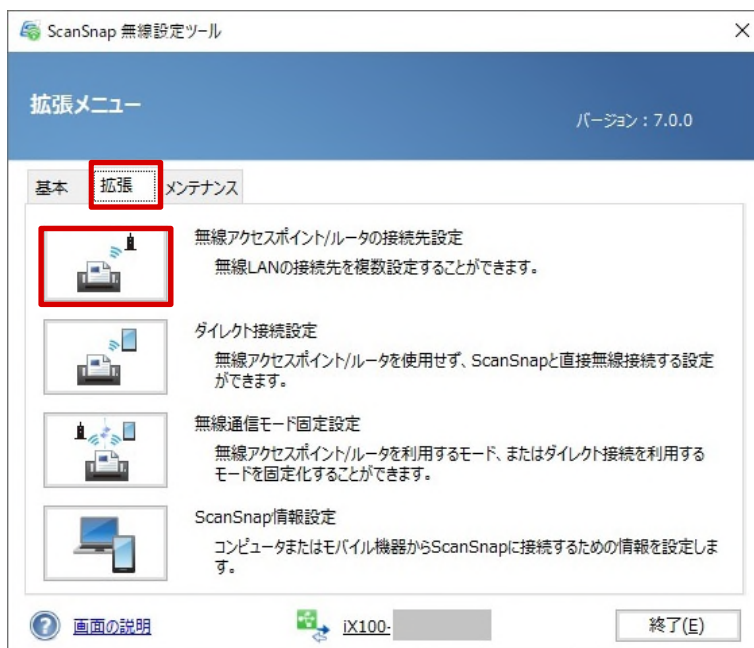 ScanSnap 無線設定ツール
拡張メニュー
バージョン : 7.0.0
基本 拡張 メンテナンス
無線アクセスポイント/ルータの接続先設定
無線LANの接続先を複数設定することができます。
ダイレクト接続設定
無線アクセスポイント/ルータを使用せず、ScanSnapと直接無線接続する設定
ができます。
無線通信モード固定設定
無線アクセスポイント/ルータを利用するモード、またはダイレクト接続を利用する
モードを固定化することができます。
ScanSnap情報設定
コンピュータまたはモバイル機器からScanSnapに接続するための情報を設定しま
す。
画面の説明 iX100- 終了(E)